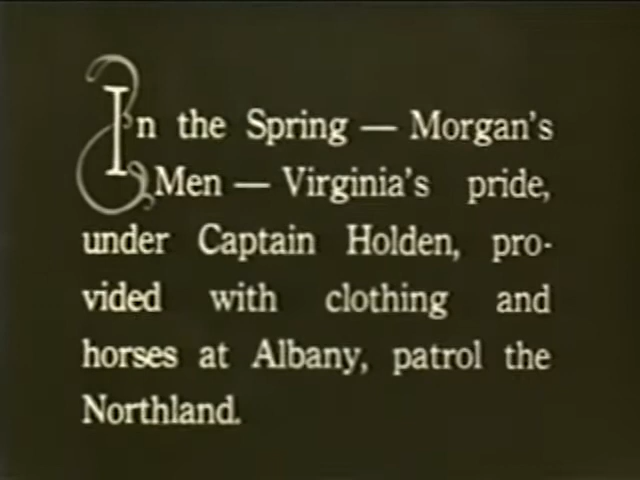 In the Spring — Morgan's
Men — Virginia's pride,
under Captain Holden, pro-
vided with clothing and
horses at Albany, patrol the
Northland.